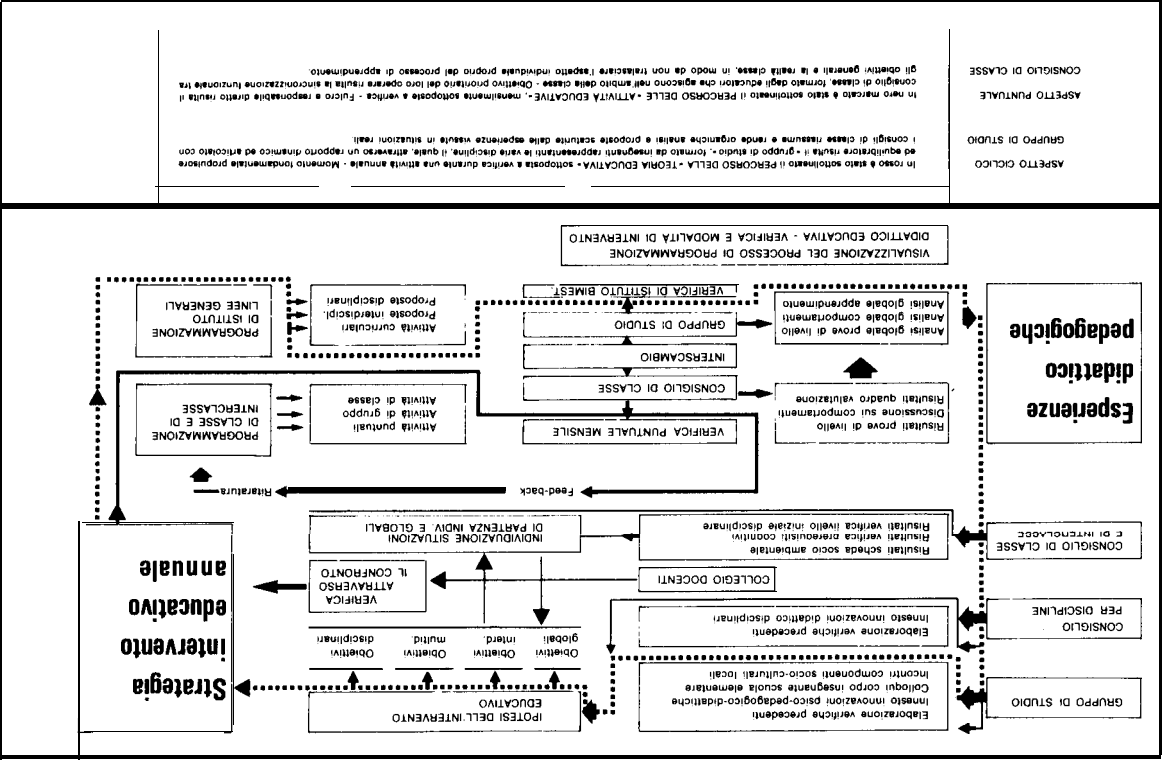 GRUPPO DI STUDIO
Elaborazione verifiche precedenti
Innesto innovazioni psico-pedagogico-didattiche
Colloqui corpo insegnante scuola elementare
Incontri componenti socio-culturali locali
IPOTESI DELL'INTERVENTO
EDUCATIVO
Strategia
intervento
educativo
annuale
CONSIGLIO
PER DISCIPLINE
Elaborazione verifiche precedenti
Innesto innovazioni didattico disciplinari
Obiettivi
globali
Obiettivi
interd.
Obiettivi
multid.
Obiettivi
disciplinari
COLLEGIO DOCENTI
VERIFICA
ATTRAVERSO
IL CONFRONTO
CONSIGLIO DI CLASSE
E DI INTERCLASSE
Risultati scheda socio ambientale
Risultati verifica prerequisiti cognitivi
Risultati verifica livello iniziale disciplinare
INDIVIDUAZIONE SITUAZIONI
DI PARTENZA INDIV. E GLOBALI
Feed-back
Ritaratura
Esperienze
didattico
pedagogiche
Risultati prove di livello
Discussione sui comportamenti
Risultati quadro valutazione
VERIFICA PUNTUALE MENSILE
CONSIGLIO DI CLASSE
INTERSCAMBIO
GRUPPO DI STUDIO
VERIFICA DI ISTITUTO BIMEST.
Attività puntuali
Attività di gruppo
Attività di classe
PROGRAMMAZIONE
DI CLASSE E DI
INTERCLASSE
Analisi globale prove di livello
Analisi globale comportamenti
Analisi globale apprendimento
Attività curriculari
Proposte interdiscipl.
Proposte disciplinari
PROGRAMMAZIONE
DI ISTITUTO
LINEE GENERALI
VISUALIZZAZIONE DEL PROCESSO DI PROGRAMMAZIONE
DIDATTICO EDUCATIVA - VERIFICA E MODALITÀ DI INTERVENTO
ASPETTO CICLICO
GRUPPO DI STUDIO
In rosso è stato sottolineato il PERCORSO DELLA «TEORIA EDUCATIVA» sottoposta a verifica durante una attività annuale - Momento fondamentale propulsore
ed equilibratore risulta il «gruppo di studio», formato da insegnanti rappresentanti le varie discipline, il quale, attraverso un rapporto dinamico ed articolato con
i consigli di classe riassume e rende organiche analisi e proposte scaturite dalle esperienze vissute in situazioni reali.
ASPETTO PUNTUALE
CONSIGLIO DI CLASSE
In nero marcato è stato sottolineato il PERCORSO DELLE «ATTIVITÀ EDUCATIVE», mensilmente sottoposte a verifica - Fulcro e responsabile diretto risulta il
consiglio di classe, formato dagli educatori che agiscono nell'ambito della classe - Obiettivo prioritario del loro operare risulta la sincronizzazione funzionale tra
gli obiettivi generali e la realtà classe, in modo da non tralasciare l'aspetto individuale proprio del processo di apprendimento.